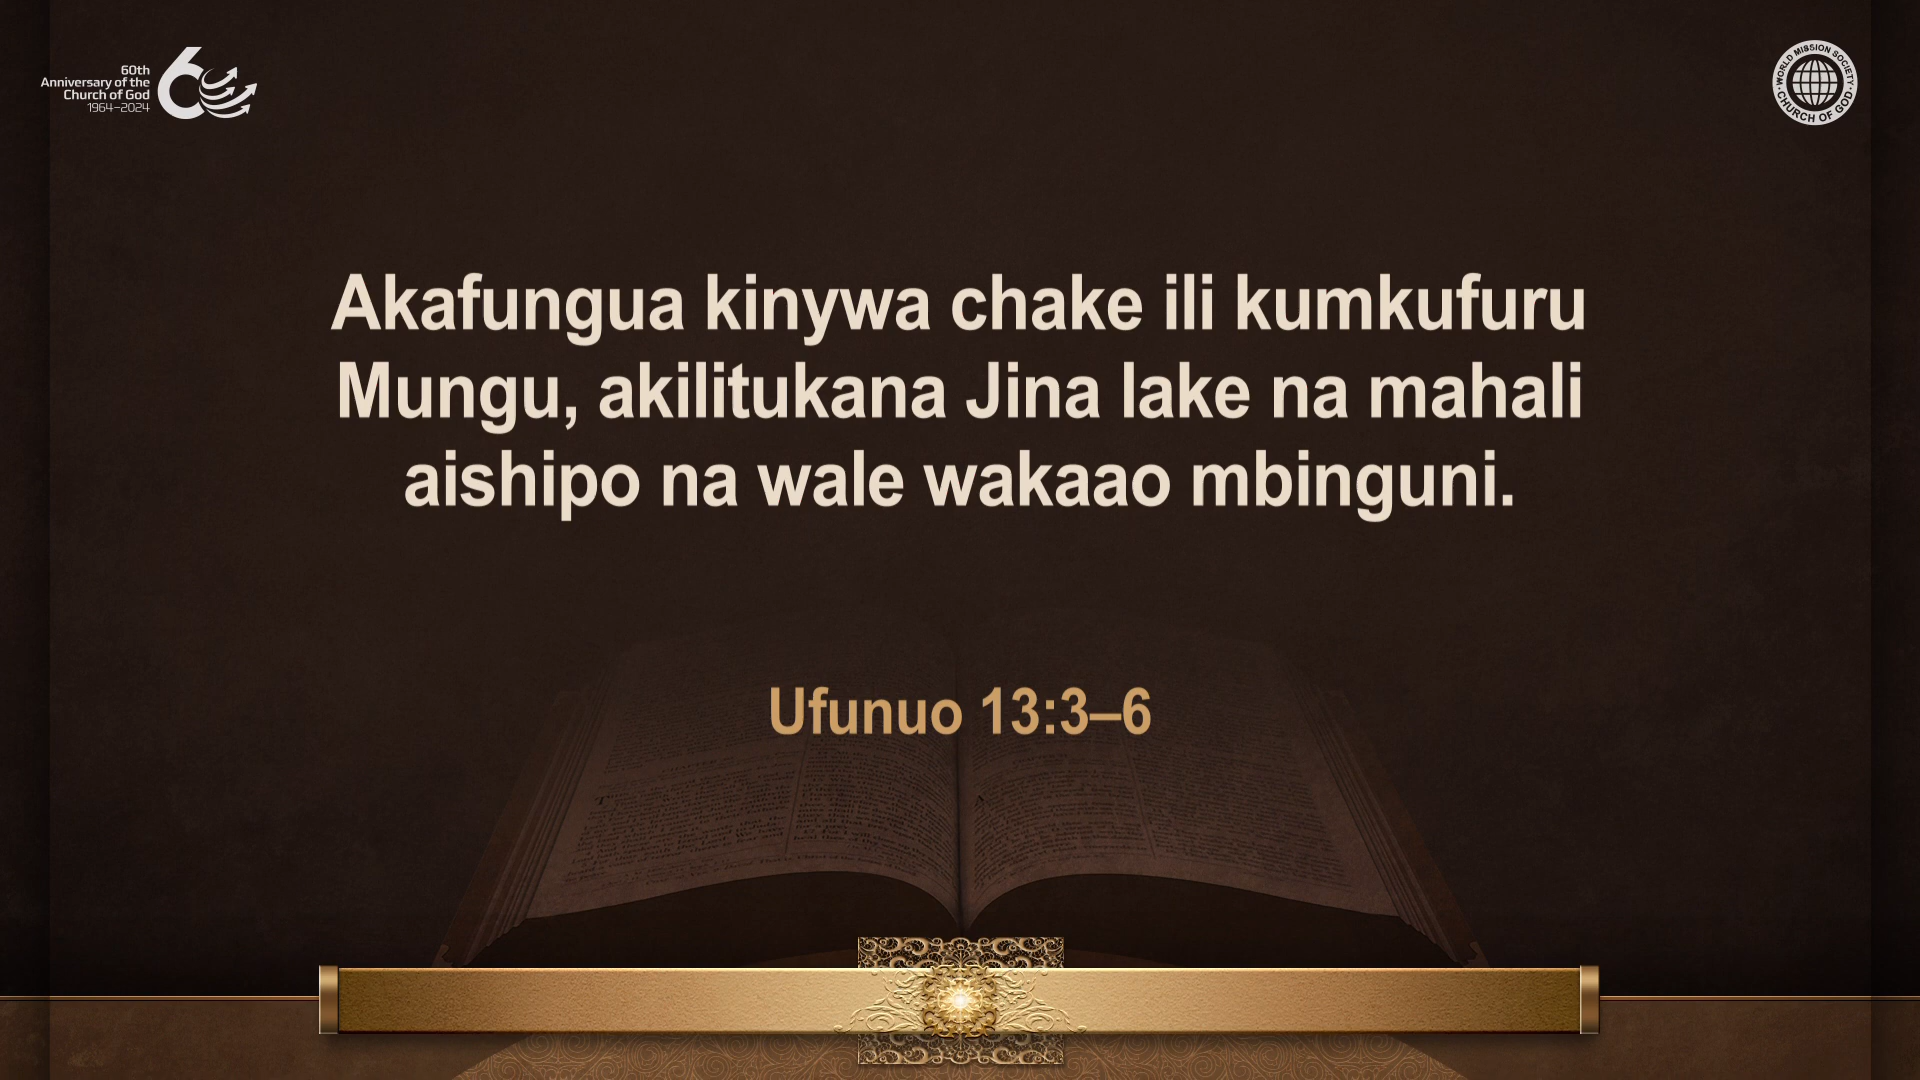 60th
Anniversary of the
Church of God
1964–2024
WORLD MISSION SOCIETY
CHURCH OF GOD
Akafungua kinywa chake ili kumkufuru
Mungu, akilitukana Jina lake na mahali
aishipo na wale wakaao mbinguni.
Ufunuo 13:3–6